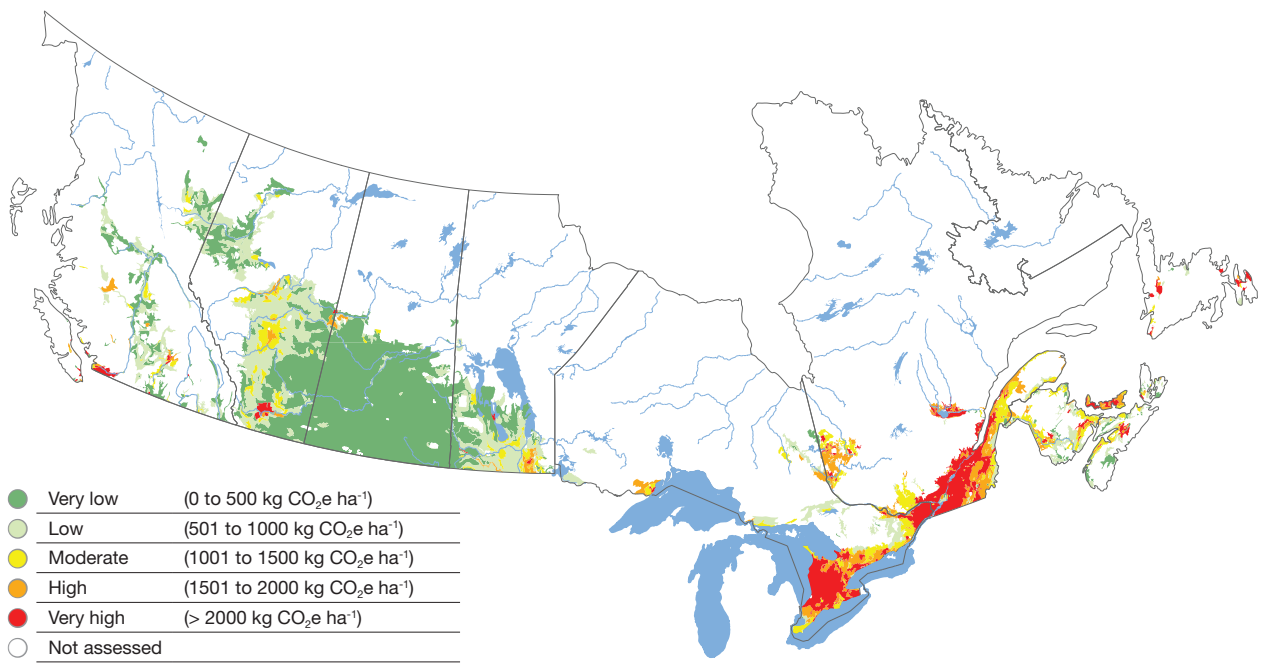 Very low (0 to 500 kg CO₂e ha⁻¹)
Low (501 to 1000 kg CO₂e ha⁻¹)
Moderate (1001 to 1500 kg CO₂e ha⁻¹)
High (1501 to 2000 kg CO₂e ha⁻¹)
Very high (> 2000 kg CO₂e ha⁻¹)
Not assessed